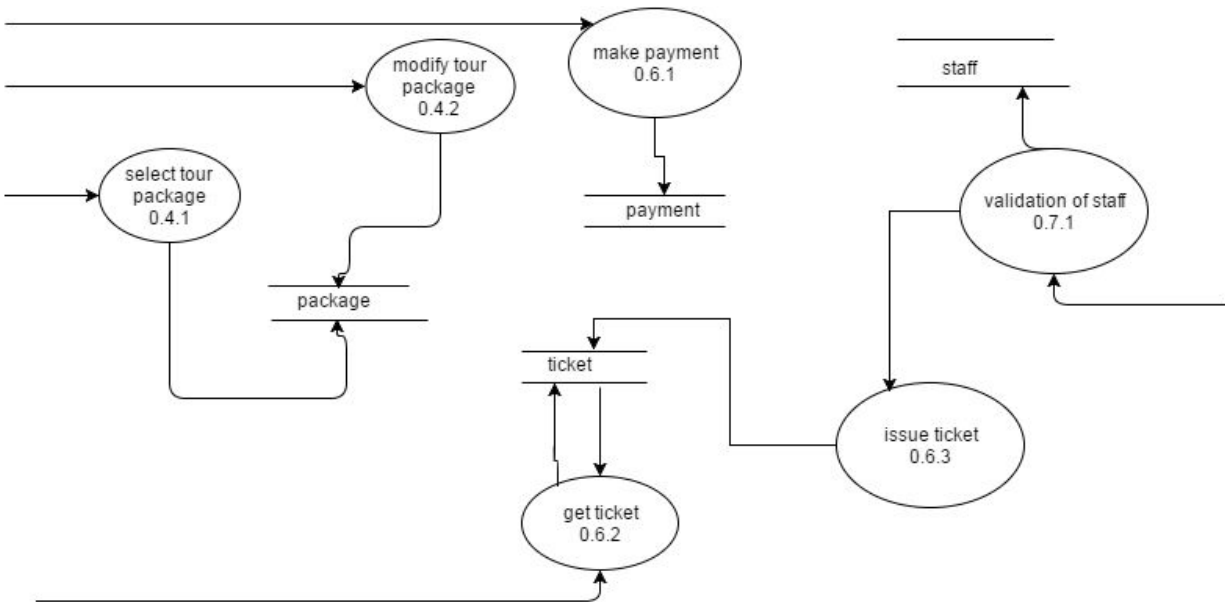 make payment
0.6.1
modify tour
package
0.4.2
staff
select tour
package
0.4.1
validation of staff
0.7.1
payment
package
ticket
issue ticket
0.6.3
get ticket
0.6.2